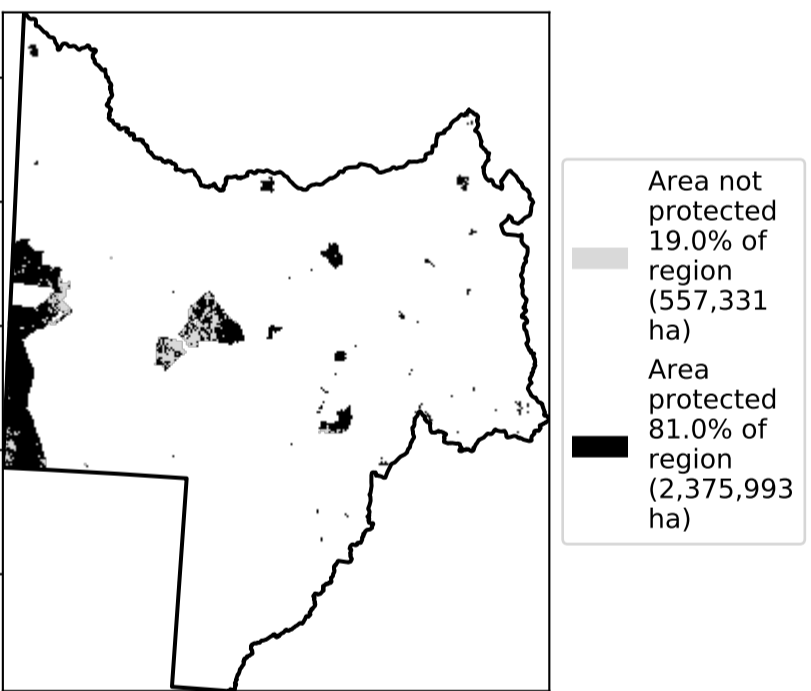 Area not
protected
19.0% of
region
(557,331
ha)
Area
protected
81.0% of
region
(2,375,993
ha)